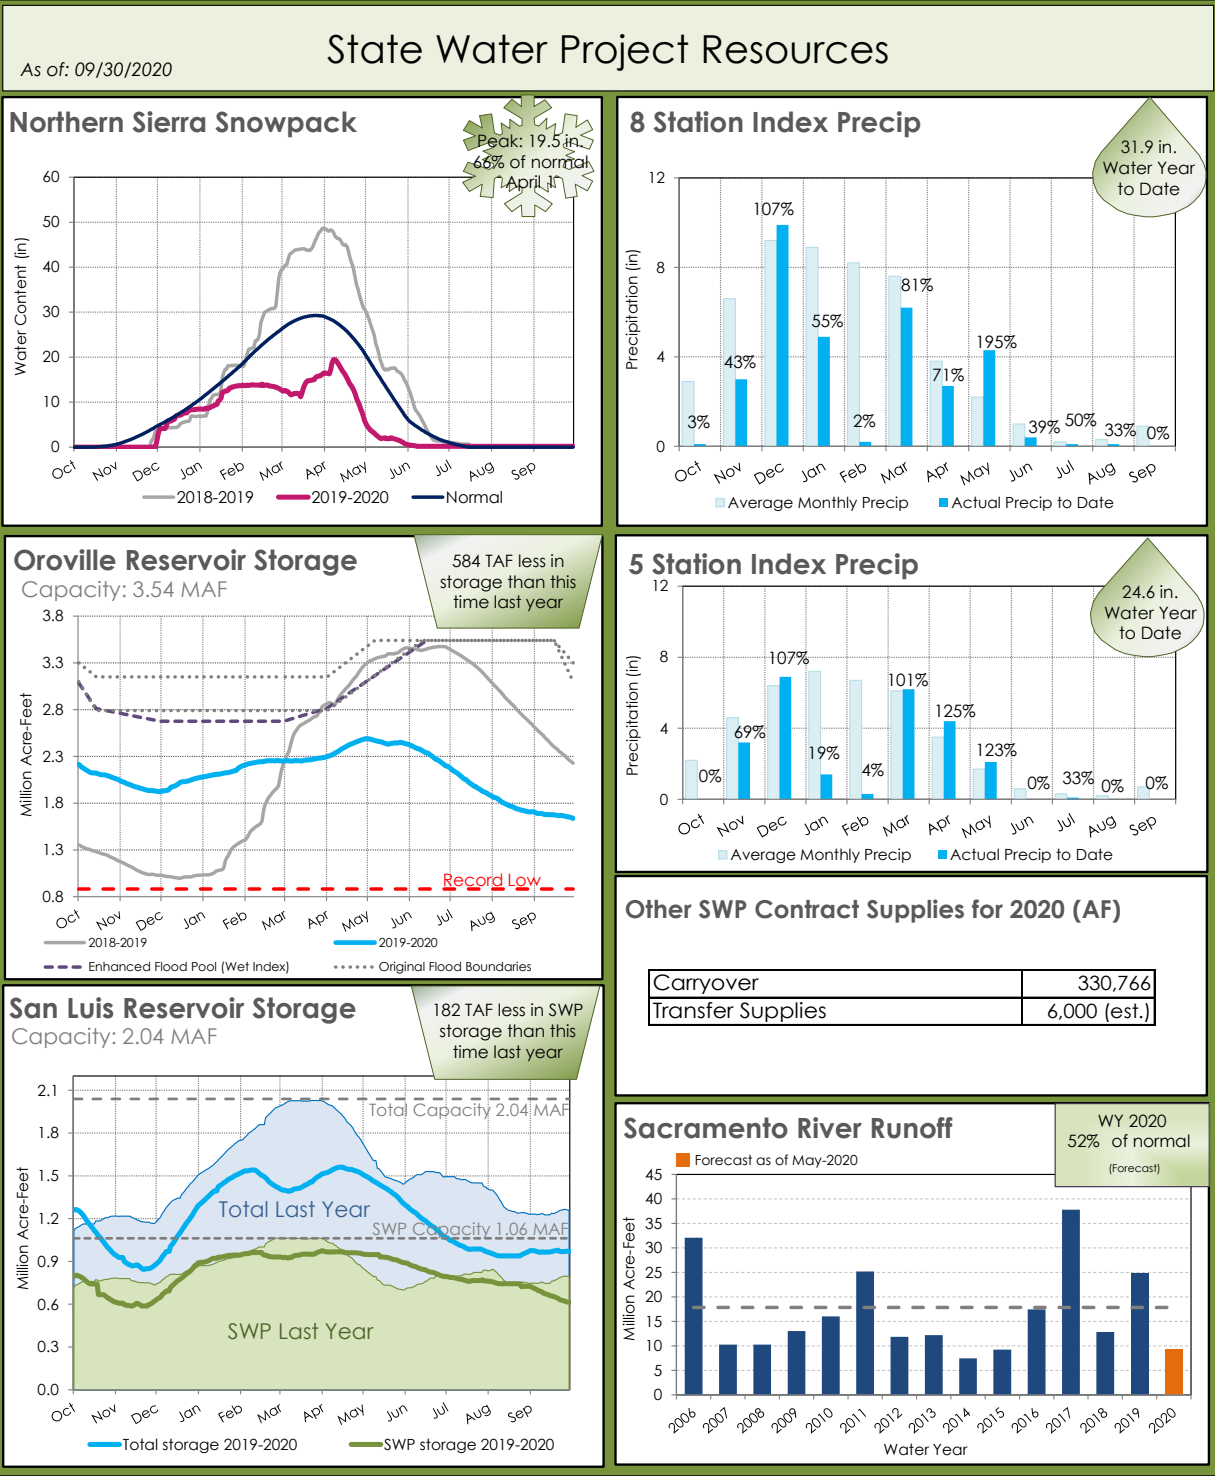 State Water Project Resources
As of: 09/30/2020
Northern Sierra Snowpack
Peak: 19.5 in.
66% of normal
April 1
Water Content (in)
60
50
40
30
20
10
0
Oct Nov Dec Jan Feb Mar Apr May Jun Jul Aug Sep
2018-2019 2019-2020 Normal
8 Station Index Precip
31.9 in.
Water Year
to Date
Precipitation (in)
12
8
4
0
3% 43% 107% 55% 2% 81% 71% 195% 39% 50% 33% 0%
Oct Nov Dec Jan Feb Mar Apr May Jun Jul Aug Sep
Average Monthly Precip Actual Precip to Date
Oroville Reservoir Storage
Capacity: 3.54 MAF
584 TAF less in
storage than this
time last year
Million Acre-Feet
3.8
3.3
2.8
2.3
1.8
1.3
0.8
Record Low
Oct Nov Dec Jan Feb Mar Apr May Jun Jul Aug Sep
2018-2019 2019-2020
Enhanced Flood Pool (Wet Index) Original Flood Boundaries
5 Station Index Precip
24.6 in.
Water Year
to Date
Precipitation (in)
12
8
4
0
0% 69% 107% 19% 4% 101% 125% 123% 0% 33% 0% 0%
Oct Nov Dec Jan Feb Mar Apr May Jun Jul Aug Sep
Average Monthly Precip Actual Precip to Date
Other SWP Contract Supplies for 2020 (AF)
Carryover 330,766
Transfer Supplies 6,000 (est.)
San Luis Reservoir Storage
Capacity: 2.04 MAF
182 TAF less in SWP
storage than this
time last year
Million Acre-Feet
2.1
1.8
1.5
1.2
0.9
0.6
0.3
0.0
Total Capacity 2.04 MAF
Total Last Year
SWP Capacity 1.06 MAF
SWP Last Year
Oct Nov Dec Jan Feb Mar Apr May Jun Jul Aug Sep
Total storage 2019-2020 SWP storage 2019-2020
Sacramento River Runoff
WY 2020
52% of normal
(Forecast)
Forecast as of May-2020
Million Acre-Feet
45
40
35
30
25
20
15
10
5
0
2006 2007 2008 2009 2010 2011 2012 2013 2014 2015 2016 2017 2018 2019 2020
Water Year